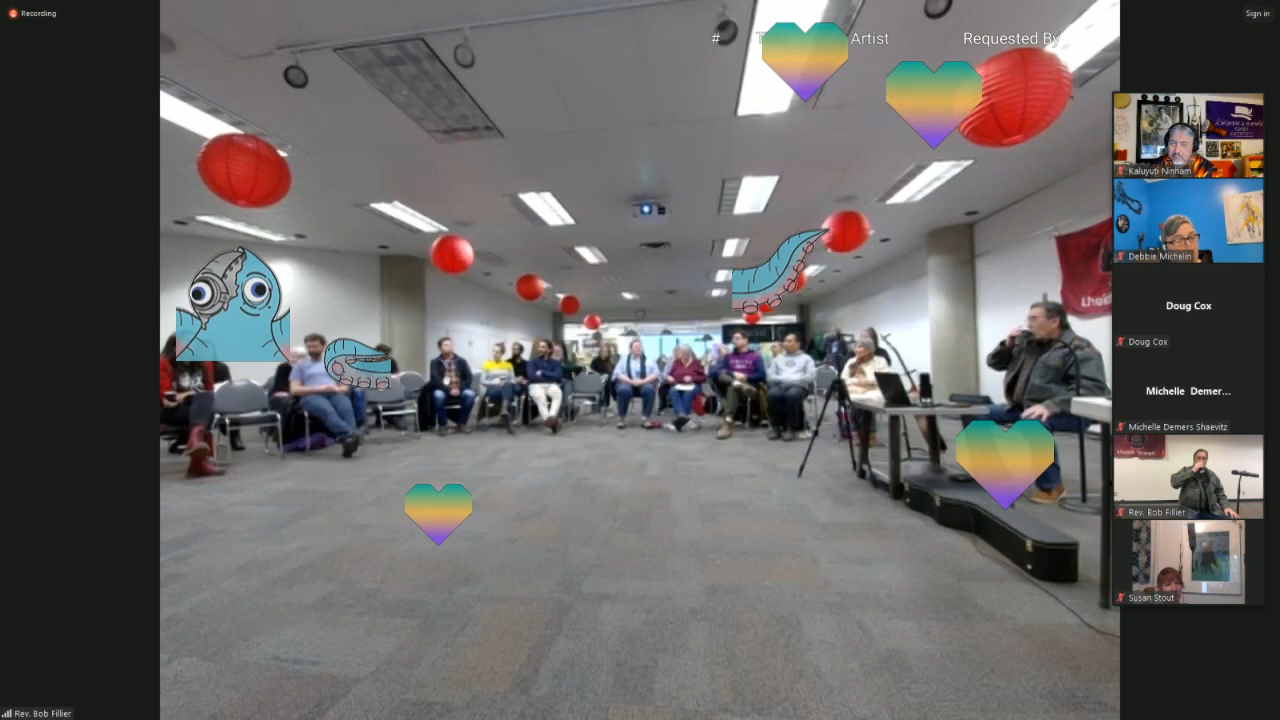 Recording
Sign in
# Artist Requested By
Kaluyuti Ninham
Debbie Michelin
Doug Cox
Doug Cox
Michelle Demer...
Michelle Demers Shaevitz
Rev. Bob Fillier
Susan Stout
Rev. Bob Fillier